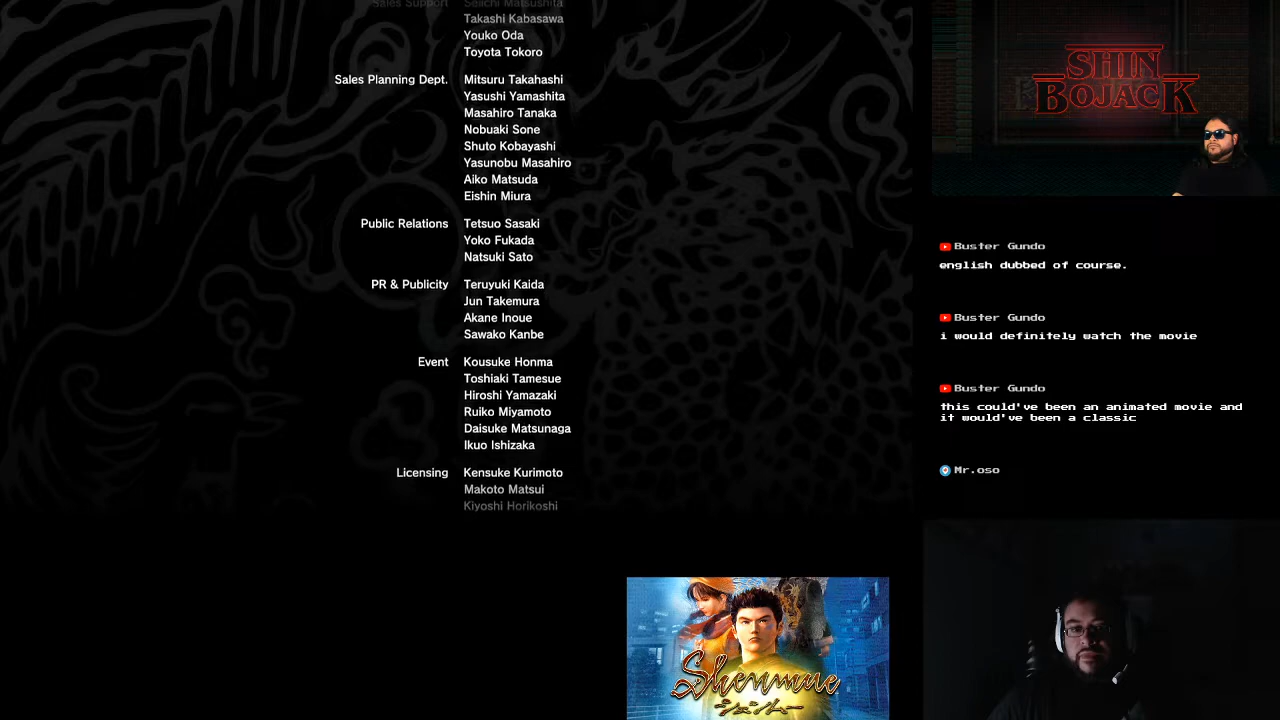 Sales Support Seiichi Matsushita
Takashi Kabasawa
Youko Oda
Toyota Tokoro
Sales Planning Dept. Mitsuru Takahashi
Yasushi Yamashita
Masahiro Tanaka
Nobuaki Sone
Shuto Kobayashi
Yasunobu Masahiro
Aiko Matsuda
Eishin Miura
Public Relations Tetsuo Sasaki
Yoko Fukada
Natsuki Sato
PR & Publicity Teruyuki Kaida
Jun Takemura
Akane Inoue
Sawako Kanbe
Event Kousuke Honma
Toshiaki Tamesue
Hiroshi Yamazaki
Ruiko Miyamoto
Daisuke Matsunaga
Ikuo Ishizaka
Licensing Kensuke Kurimoto
Makoto Matsui
Kiyoshi Horikoshi
SHIN
BOJACK
Buster Gundo
english dubbed of course.
Buster Gundo
i would definitely watch the movie
Buster Gundo
this could've been an animated movie and
it would've been a classic
Mr.oso
Shenmue
シェンムー